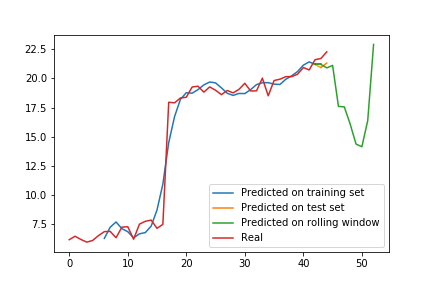 22.5
20.0
17.5
15.0
12.5
10.0
7.5
0 10 20 30 40 50
Predicted on training set
Predicted on test set
Predicted on rolling window
Real